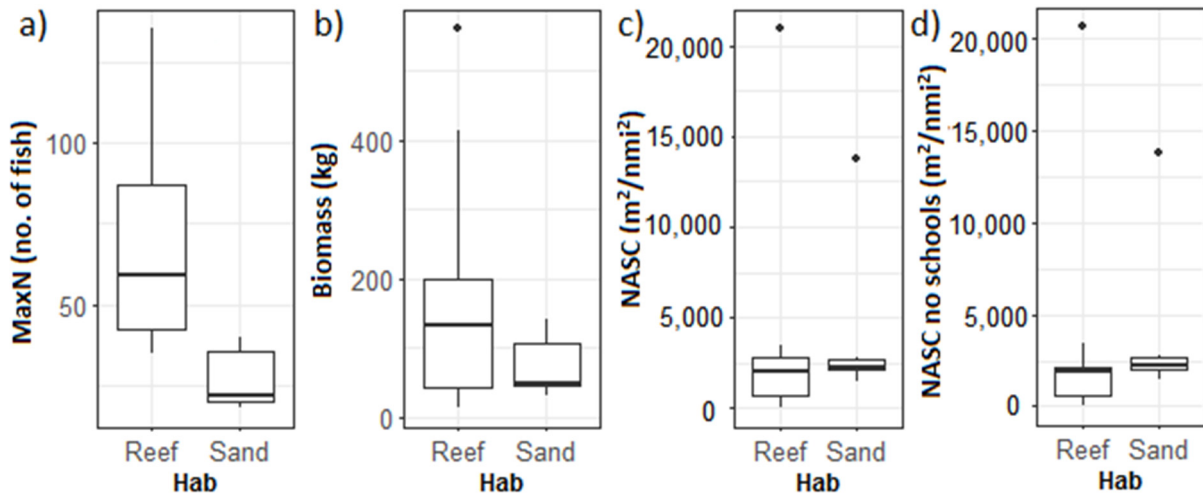 a)
MaxN (no. of fish)
100
50
Reef Sand
Hab
b)
Biomass (kg)
400
200
0
Reef Sand
Hab
c)
NASC (m²/nmi²)
20,000
15,000
10,000
5,000
0
Reef Sand
Hab
d)
NASC no schools (m²/nmi²)
20,000
15,000
10,000
5,000
0
Reef Sand
Hab